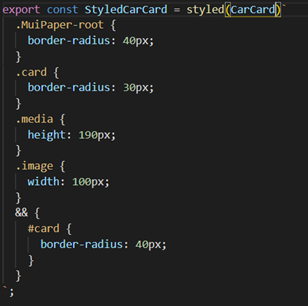 export const StyledCarCard = styled(CarCard)`
.MuiPaper-root {
border-radius: 40px;
}
.card {
border-radius: 30px;
}
.media {
height: 190px;
}
.image {
width: 100px;
}
&& {
#card {
border-radius: 40px;
}
}
`;